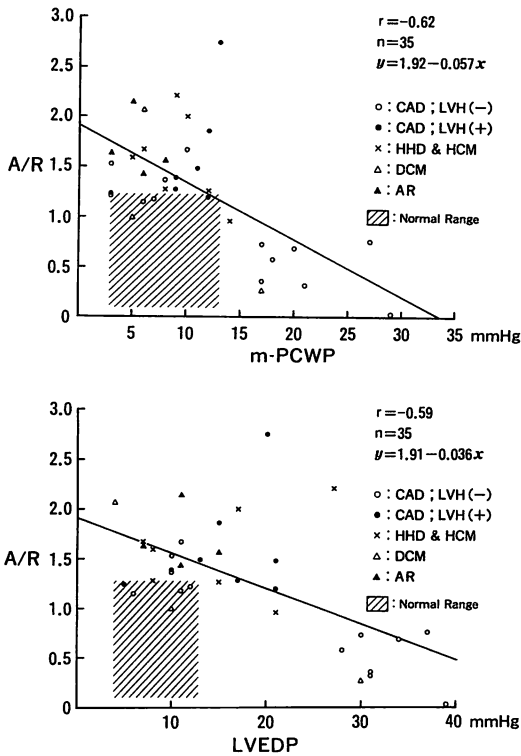 3.0
2.5
2.0
1.5
1.0
0.5
0
A/R
5 10 15 20 25 30 35 mmHg
m-PCWP
r=-0.62
n=35
y=1.92-0.057x
○ : CAD ; LVH(-)
● : CAD ; LVH(+)
× : HHD & HCM
△ : DCM
▲ : AR
: Normal Range
3.0
2.5
2.0
1.5
1.0
0.5
0
A/R
10 20 30 40 mmHg
LVEDP
r=-0.59
n=35
y=1.91-0.036x
○ : CAD ; LVH(-)
● : CAD ; LVH(+)
× : HHD & HCM
△ : DCM
▲ : AR
: Normal Range